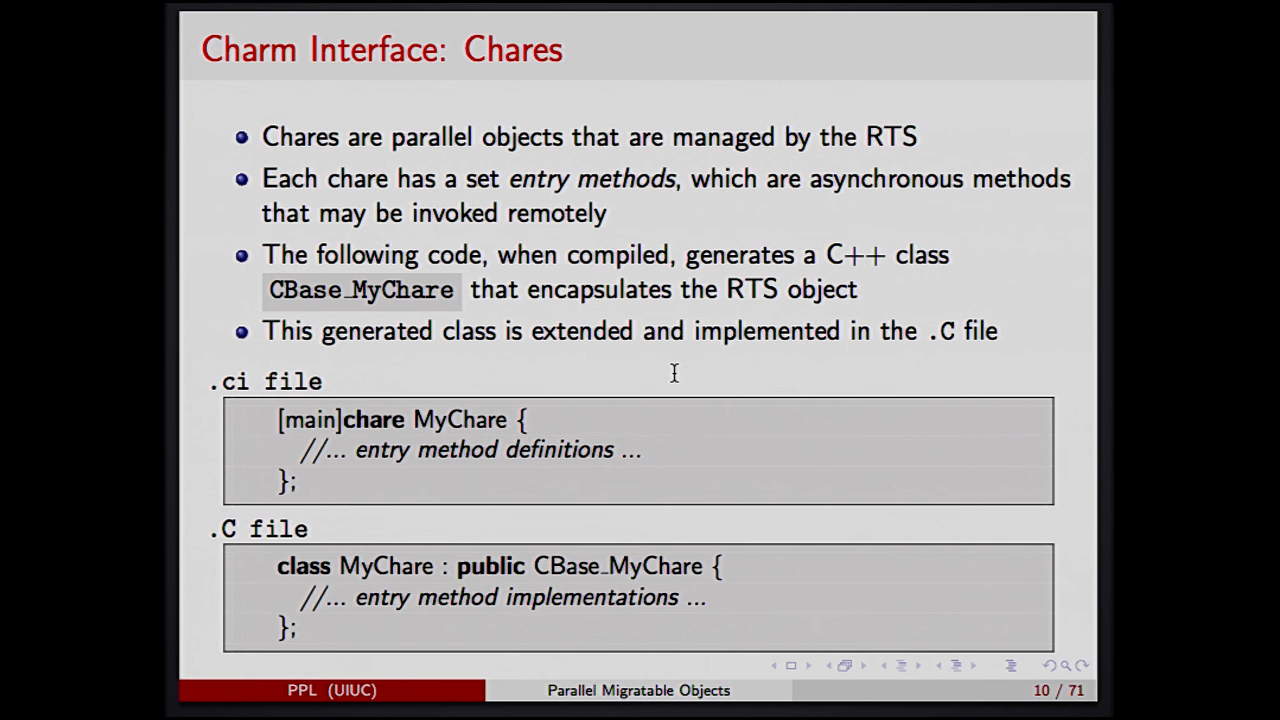 Charm Interface: Chares
Chares are parallel objects that are managed by the RTS
Each chare has a set entry methods, which are asynchronous methods
that may be invoked remotely
The following code, when compiled, generates a C++ class
CBase_MyChare that encapsulates the RTS object
This generated class is extended and implemented in the .C file
.ci file
[main]chare MyChare {
//... entry method definitions ...
};
.C file
class MyChare : public CBase_MyChare {
//... entry method implementations ...
};
PPL (UIUC) Parallel Migratable Objects 10 / 71